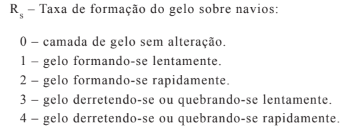 Rs – Taxa de formação do gelo sobre navios:
0 – camada de gelo sem alteração.
1 – gelo formando-se lentamente.
2 – gelo formando-se rapidamente.
3 – gelo derretendo-se ou quebrando-se lentamente.
4 – gelo derretendo-se ou quebrando-se rapidamente.